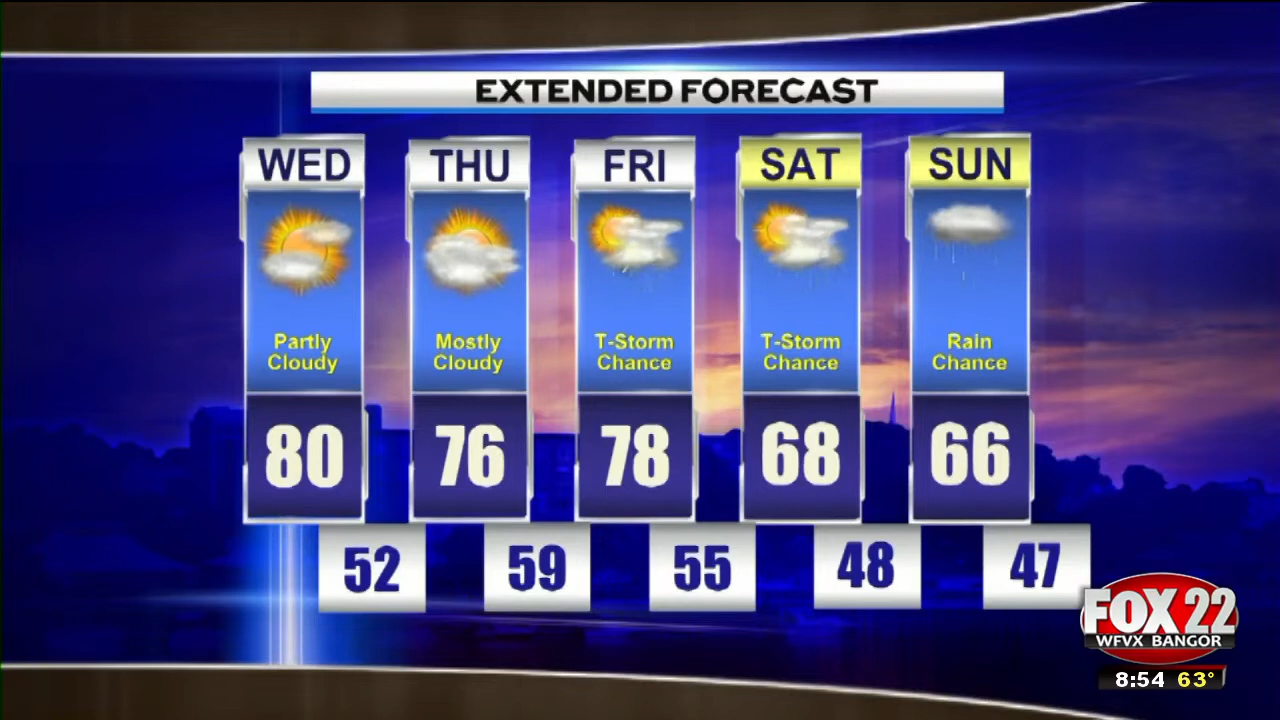 EXTENDED FORECAST
WED THU FRI SAT SUN
Partly Mostly T-Storm T-Storm Rain
Cloudy Cloudy Chance Chance Chance
80 76 78 68 66
52 59 55 48 47
FOX 22
WFVX BANGOR
8:54 63°